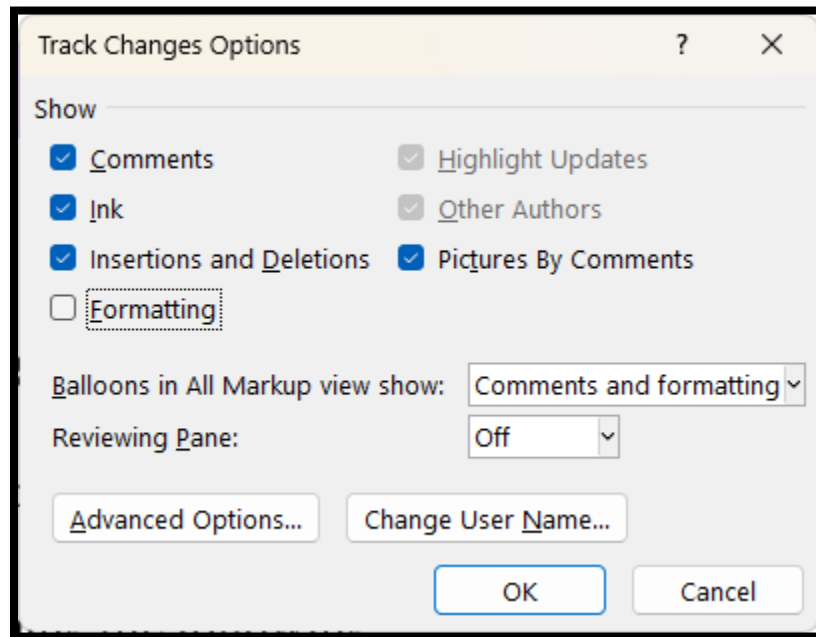 Track Changes Options ?
Show
Comments Highlight Updates
Ink Other Authors
Insertions and Deletions Pictures By Comments
Formatting
Balloons in All Markup view show: Comments and formatting
Reviewing Pane: Off
Advanced Options... Change User Name...
OK Cancel